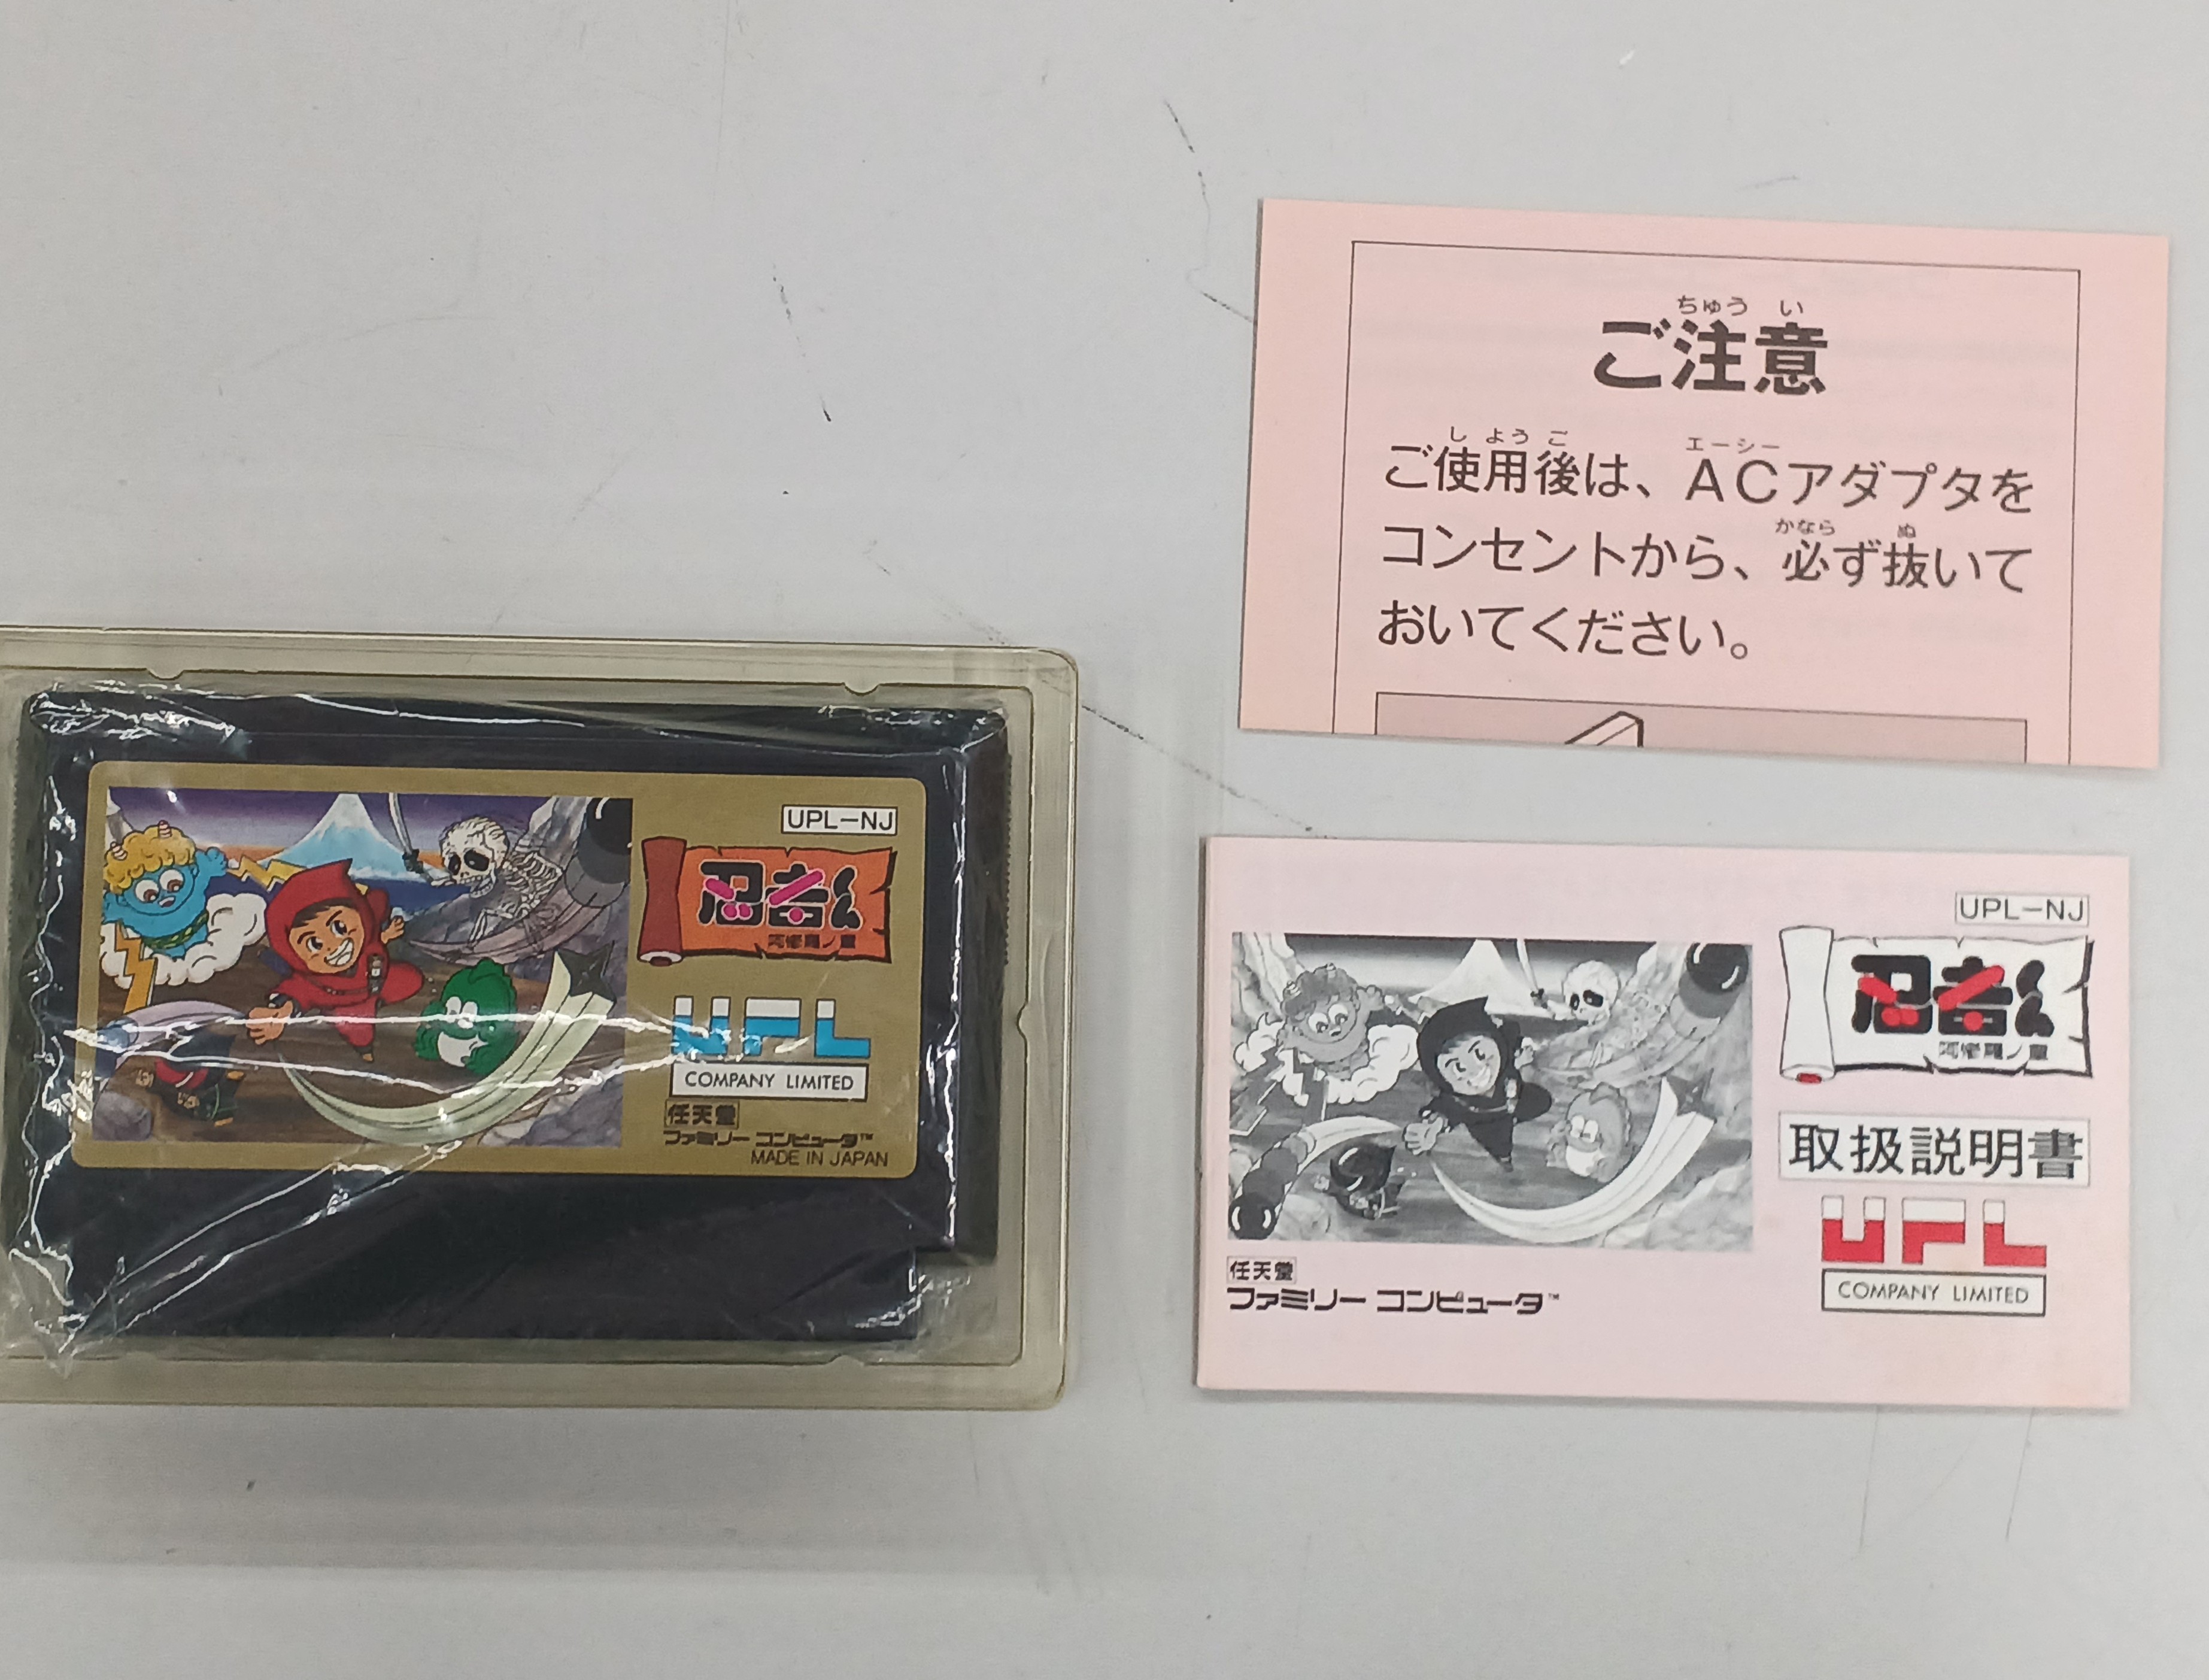 UPL-NJ
忍者くん
阿修羅ノ章
UPL
COMPANY LIMITED
任天堂
ファミリー コンピュータ™
MADE IN JAPAN
ちゅう い
ご注意
し よう ご エーシー
ご使用後は、ACアダプタを
かなら ぬ
コンセントから、必ず抜いて
おいてください。
UPL-NJ
忍者くん
阿修羅ノ章
取扱説明書
UPL
COMPANY LIMITED
任天堂
ファミリー コンピュータ™